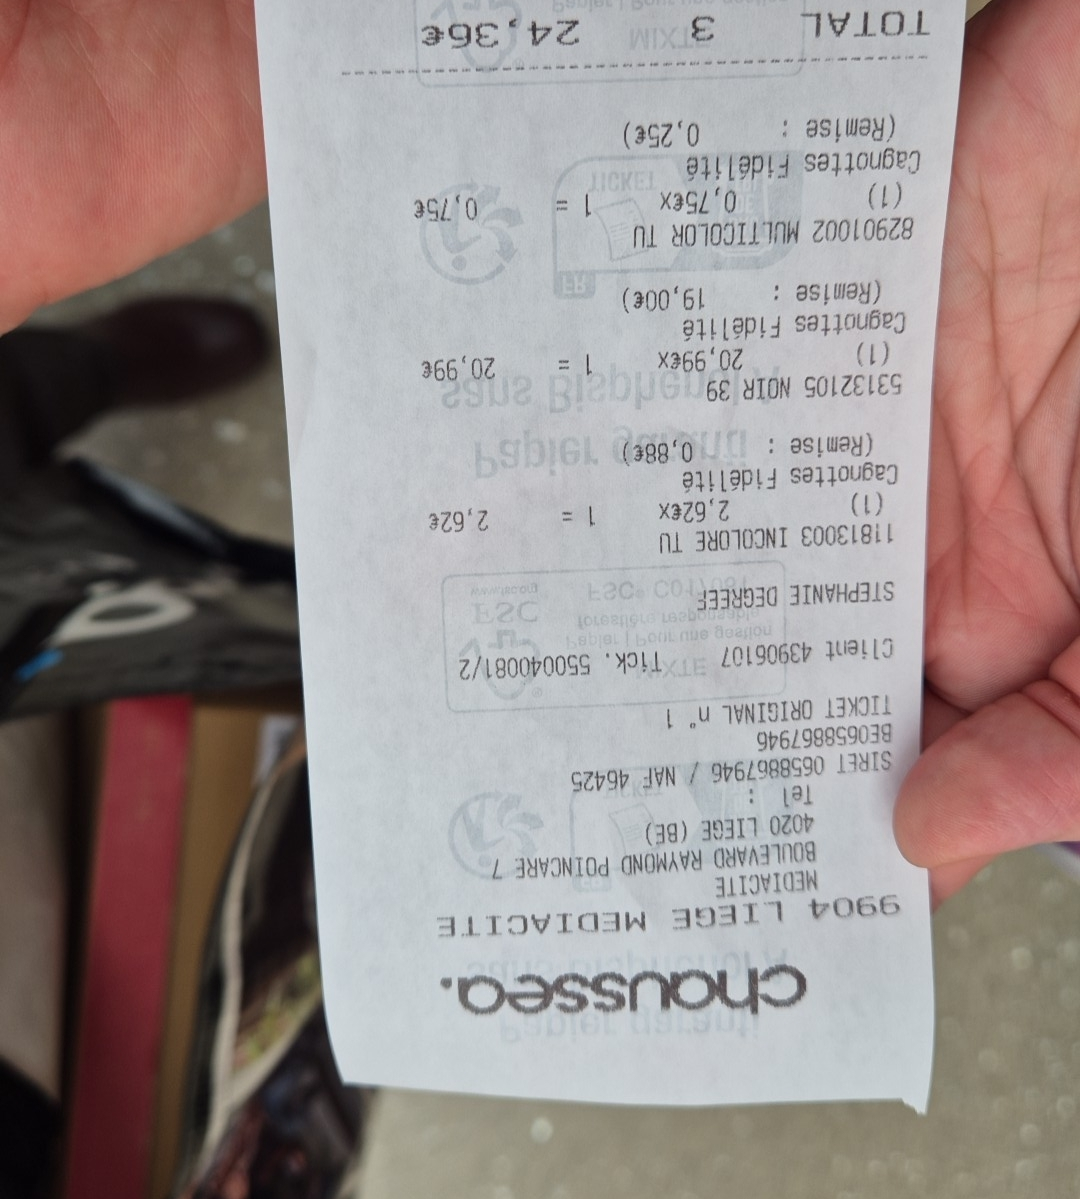 chaussea.
9904 LIEGE MEDIACITE
MEDIACITE
BOULEVARD RAYMOND POINCARE 7
4020 LIEGE (BE)
Tel :
SIRET 0658867946 / NAF 46425
BE0658867946
TICKET ORIGINAL n° 1
Client 43906107 Tick. 550040081/2
STEPHANIE DEGREEF
11813003 INCOLORE TU
(1) 2,62€x 1 = 2,62€
Cagnottes Fidélité
(Remise : 0,88€)
53132105 NOIR 39
(1) 20,99€x 1 = 20,99€
Cagnottes Fidélité
(Remise : 19,00€)
82901002 MULTICOLOR TU
(1) 0,75€x 1 = 0,75€
Cagnottes Fidélité
(Remise : 0,25€)
TOTAL 3 24,36€